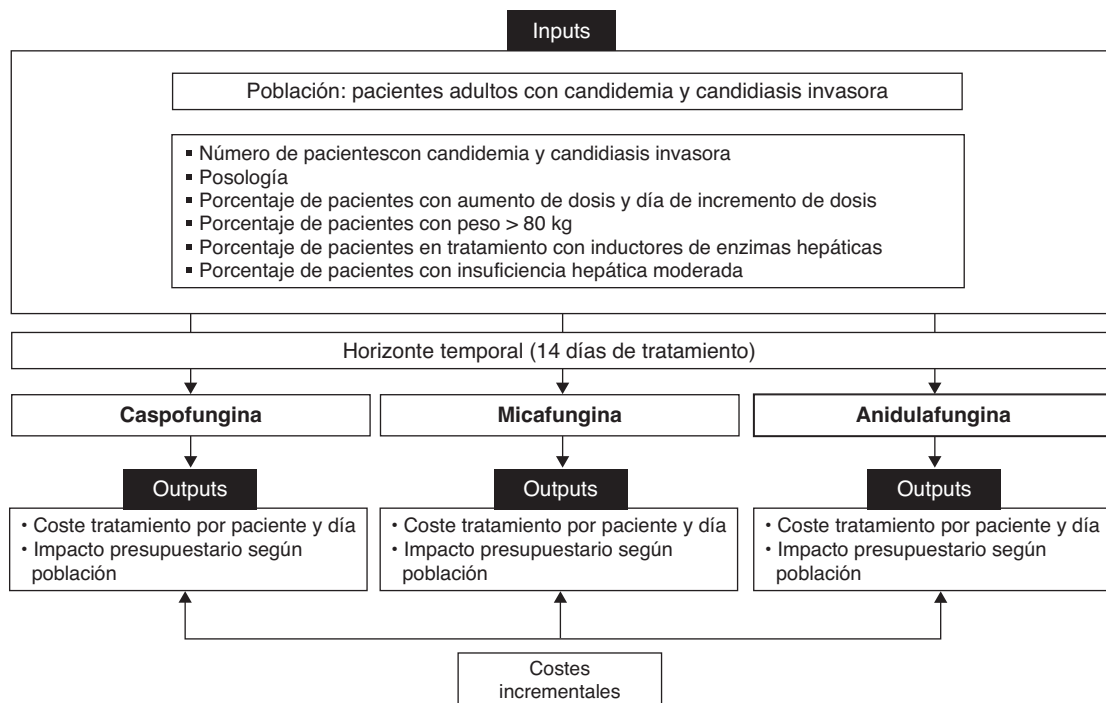 Inputs
Población: pacientes adultos con candidemia y candidiasis invasora
▪ Número de pacientescon candidemia y candidiasis invasora
▪ Posología
▪ Porcentaje de pacientes con aumento de dosis y día de incremento de dosis
▪ Porcentaje de pacientes con peso > 80 kg
▪ Porcentaje de pacientes en tratamiento con inductores de enzimas hepáticas
▪ Porcentaje de pacientes con insuficiencia hepática moderada
Horizonte temporal (14 días de tratamiento)
Caspofungina
Micafungina
Anidulafungina
Outputs
Outputs
Outputs
• Coste tratamiento por paciente y día
• Impacto presupuestario según
población
• Coste tratamiento por paciente y día
• Impacto presupuestario según
población
• Coste tratamiento por paciente y día
• Impacto presupuestario según
población
Costes
incrementales